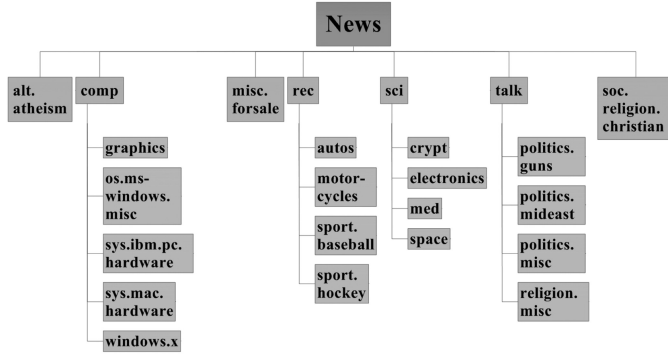 News
alt.
atheism
comp
misc.
forsale
rec
sci
talk
soc.
religion.
christian
graphics
os.ms-
windows.
misc
sys.ibm.pc.
hardware
sys.mac.
hardware
windows.x
autos
motor-
cycles
sport.
baseball
sport.
hockey
crypt
electronics
med
space
politics.
guns
politics.
mideast
politics.
misc
religion.
misc